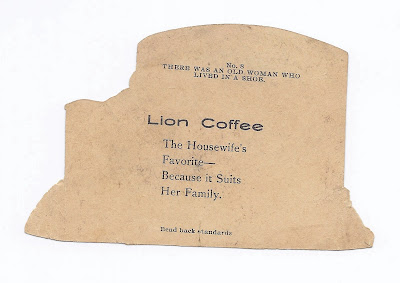 No. 8
THERE WAS AN OLD WOMAN WHO
LIVED IN A SHOE.
Lion Coffee
The Housewife's
Favorite—
Because it Suits
Her Family.
Bend back standards